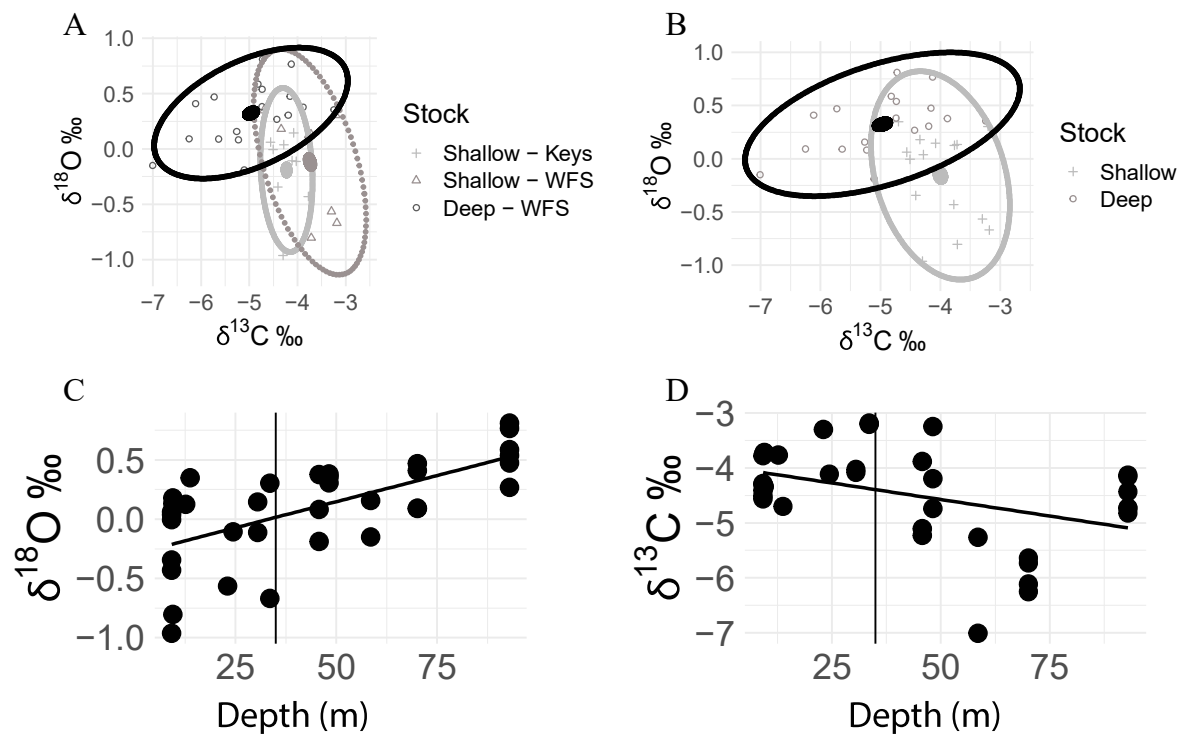 A
δ18O ‰
1.0
0.5
0.0
−0.5
−1.0
−7 −6 −5 −4 −3
δ13C ‰
Stock
Shallow − Keys
Shallow − WFS
Deep − WFS
B
δ18O ‰
1.0
0.5
0.0
−0.5
−1.0
−7 −6 −5 −4 −3
δ13C ‰
Stock
Shallow
Deep
C
δ18O ‰
0.5
0.0
−0.5
−1.0
25 50 75
Depth (m)
D
δ13C ‰
−3
−4
−5
−6
−7
25 50 75
Depth (m)